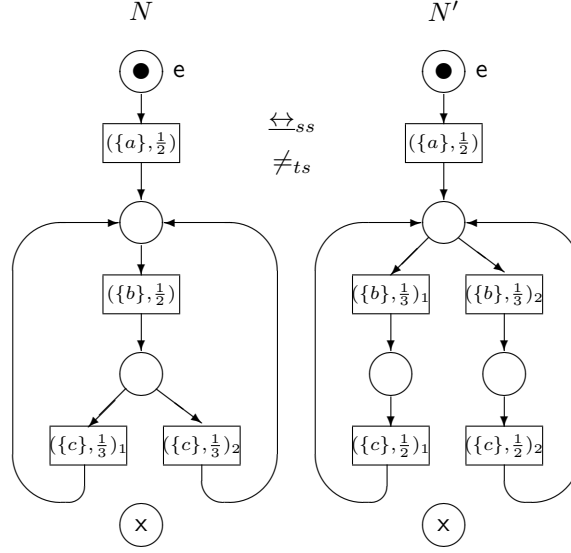 N N′
e e
({a},½) ↔̲ss ({a},½)
≠ts
({b},½) ({b},⅓)₁ ({b},⅓)₂
({c},⅓)₁ ({c},⅓)₂ ({c},½)₁ ({c},½)₂
x x